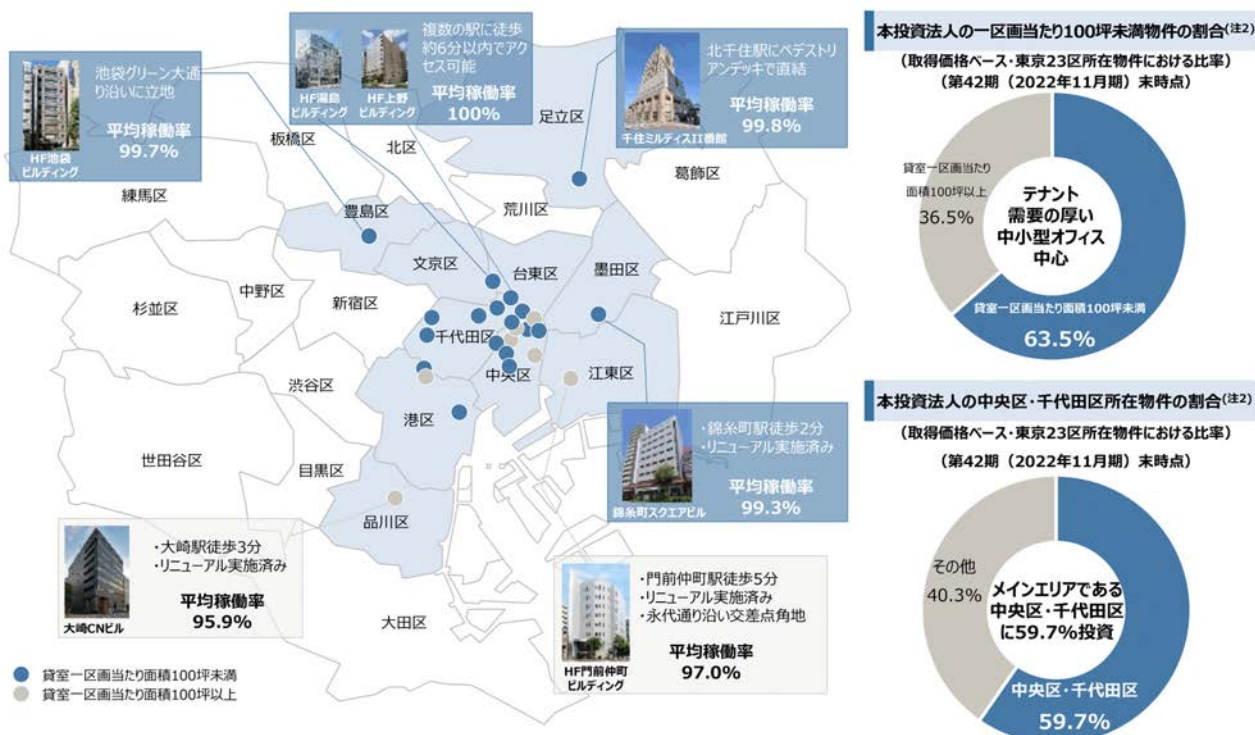 池袋グリーン大通
り沿いに立地
平均稼働率
99.7%
HF池袋
ビルディング
複数の駅に徒歩
約6分以内でアク
セス可能
平均稼働率
100%
HF湯島
ビルディング
HF上野
ビルディング
北千住駅にペデストリ
アンデッキで直結
平均稼働率
99.8%
千住ミルディスII番館
足立区
板橋区
北区
葛飾区
練馬区
荒川区
豊島区
文京区
台東区
墨田区
中野区
杉並区
新宿区
江戸川区
千代田区
渋谷区
中央区
江東区
港区
世田谷区
目黒区
品川区
大田区
・錦糸町駅徒歩2分
・リニューアル実施済み
平均稼働率
99.3%
錦糸町スクエアビル
・大崎駅徒歩3分
・リニューアル実施済み
平均稼働率
95.9%
大崎CNビル
・門前仲町駅徒歩5分
・リニューアル実施済み
・永代通り沿い交差点角地
平均稼働率
97.0%
HF門前仲町
ビルディング
貸室一区画当たり面積100坪未満
貸室一区画当たり面積100坪以上
本投資法人の一区画当たり100坪未満物件の割合(注2)
(取得価格ベース・東京23区所在物件における比率)
(第42期(2022年11月期)末時点)
貸室一区画当たり
面積100坪以上
36.5%
テナント
需要の厚い
中小型オフィス
中心
貸室一区画当たり面積100坪未満
63.5%
本投資法人の中央区・千代田区所在物件の割合(注2)
(取得価格ベース・東京23区所在物件における比率)
(第42期(2022年11月期)末時点)
その他
40.3%
メインエリアである
中央区・千代田区
に59.7%投資
中央区・千代田区
59.7%